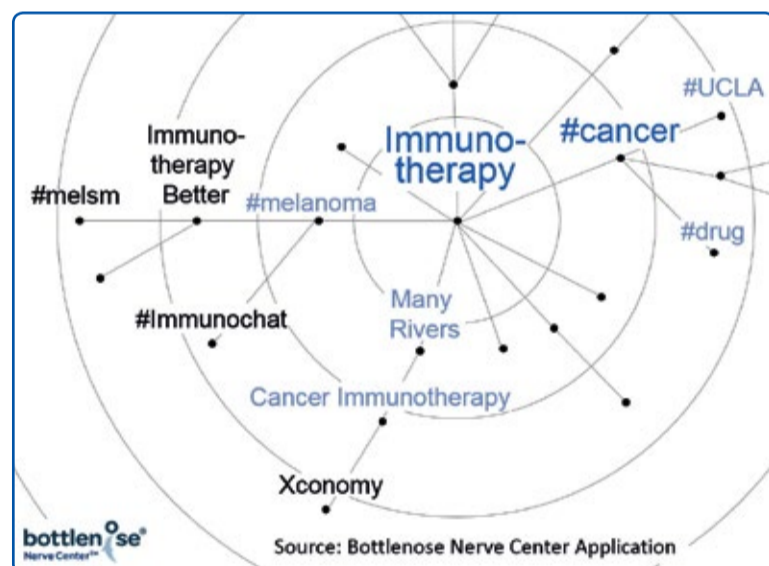 #UCLA
Immuno-
therapy
#cancer
Immuno-
therapy
Better
#melsm
#melanoma
#drug
Many
Rivers
#Immunochat
Cancer Immunotherapy
Xconomy
bottlenose®
Nerve Center™
Source: Bottlenose Nerve Center Application